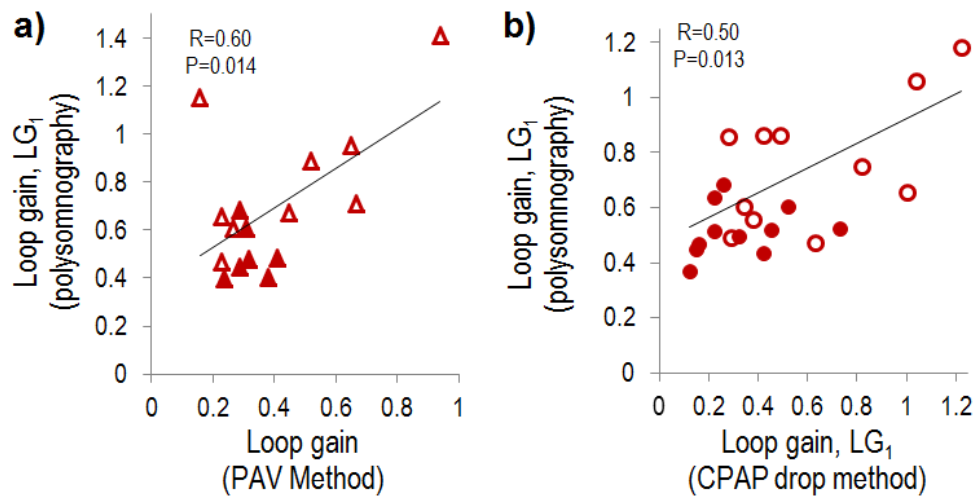 a)
R=0.60
P=0.014
Loop gain, LG₁
(polysomnography)
1.4
1.2
1
0.8
0.6
0.4
0.2
0
0
0.2
0.4
0.6
0.8
1
Loop gain
(PAV Method)
b)
R=0.50
P=0.013
Loop gain, LG₁
(polysomnography)
1.2
1
0.8
0.6
0.4
0.2
0
0
0.2
0.4
0.6
0.8
1
1.2
Loop gain, LG₁
(CPAP drop method)